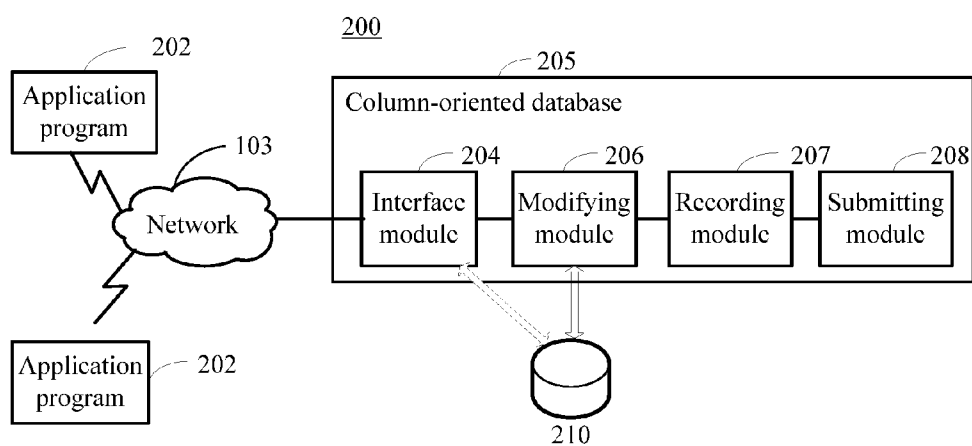 200
202
Application
program
103
Network
205
Column-oriented database
204
Interface
module
206
Modifying
module
207
Recording
module
208
Submitting
module
Application
program
202
210